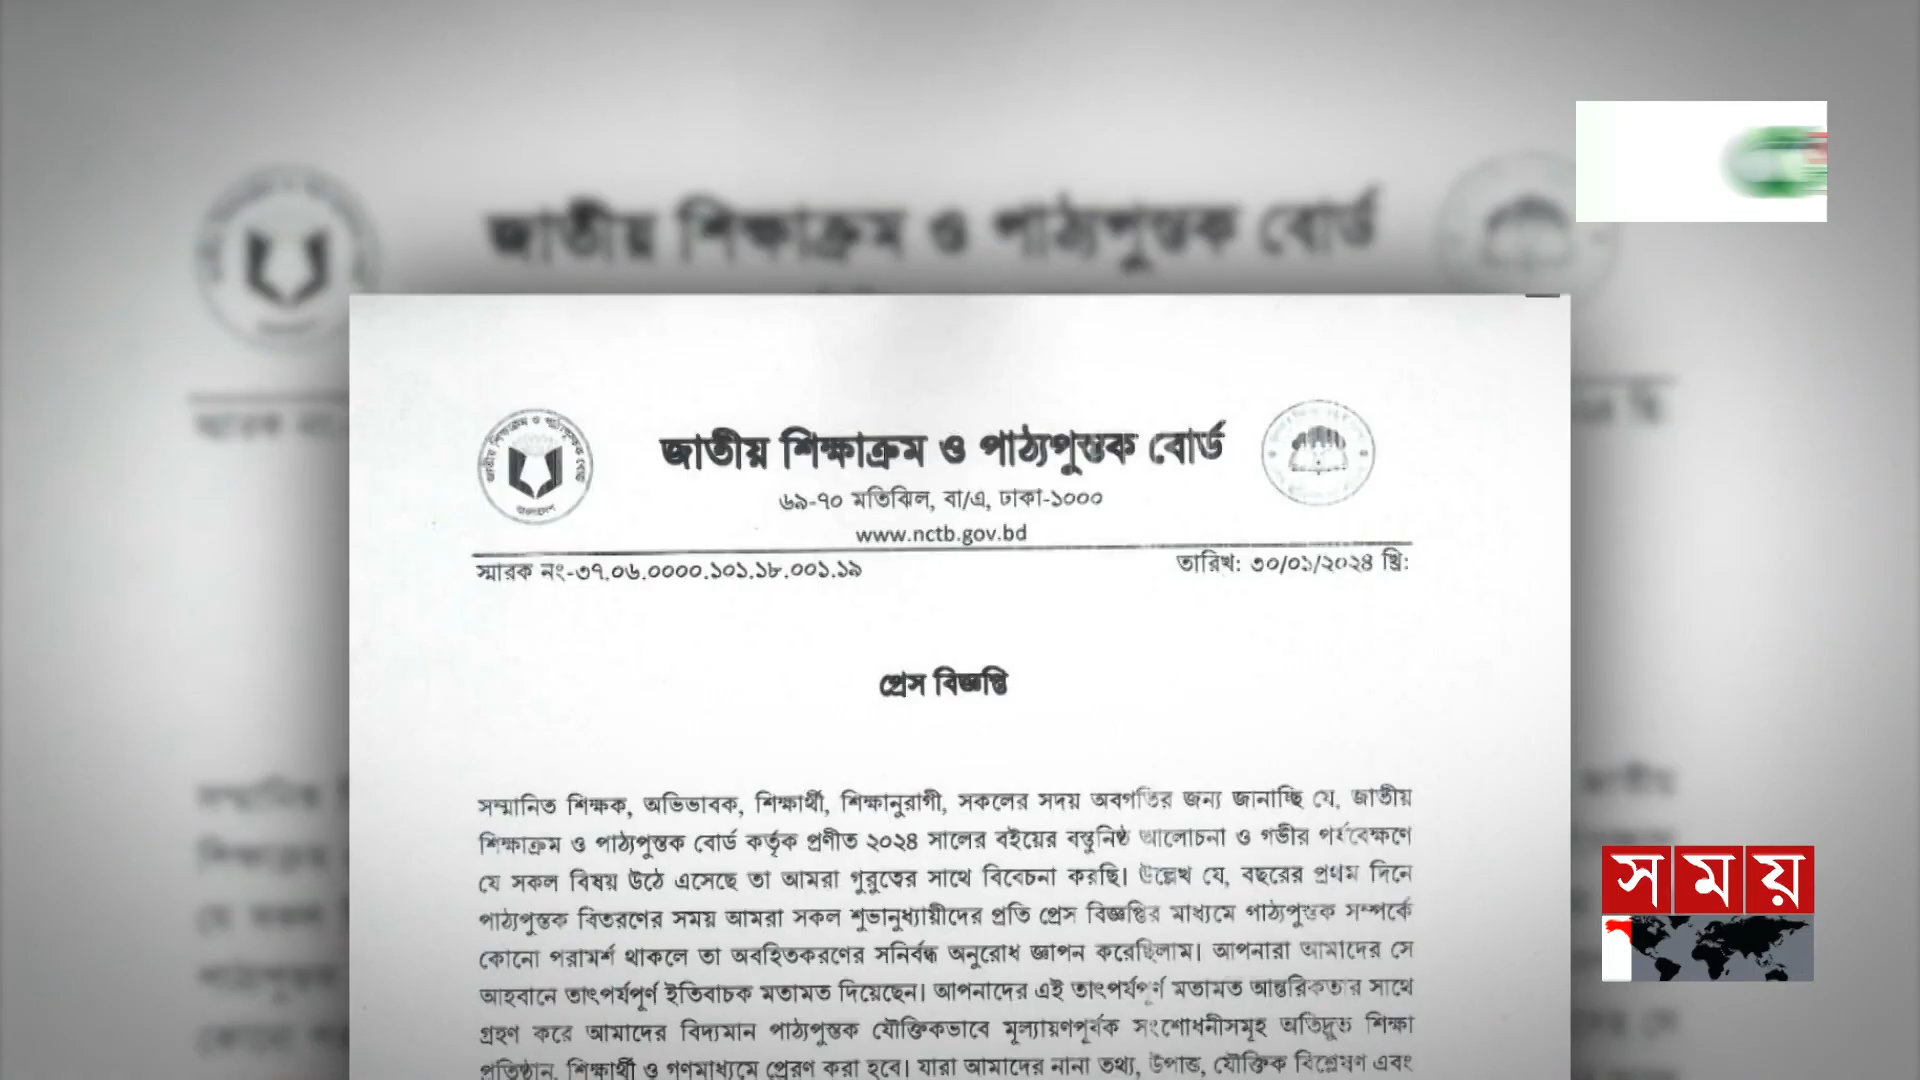 জাতীয় শিক্ষাক্রম ও পাঠ্যপুস্তক বোর্ড
জাতীয় শিক্ষাক্রম ও পাঠ্যপুস্তক বোর্ড
৬৯-৭০ মতিঝিল, বা/এ, ঢাকা-১০০০
www.nctb.gov.bd
স্মারক নং-৩৭.০৬.০০০০.১০১.১৮.০০১.১৯
তারিখ: ৩০/০১/২০২৪ খ্রি:
প্রেস বিজ্ঞপ্তি
সম্মানিত শিক্ষক, অভিভাবক, শিক্ষার্থী, শিক্ষানুরাগী, সকলের সদয় অবগতির জন্য জানাচ্ছি যে, জাতীয়
শিক্ষাক্রম ও পাঠ্যপুস্তক বোর্ড কর্তৃক প্রণীত ২০২৪ সালের বইয়ের বস্তুনিষ্ঠ আলোচনা ও গভীর পর্যবেক্ষণে
যে সকল বিষয় উঠে এসেছে তা আমরা গুরুত্বের সাথে বিবেচনা করছি। উল্লেখ যে, বছরের প্রথম দিনে
পাঠ্যপুস্তক বিতরণের সময় আমরা সকল শুভানুধ্যায়ীদের প্রতি প্রেস বিজ্ঞপ্তির মাধ্যমে পাঠ্যপুস্তক সম্পর্কে
কোনো পরামর্শ থাকলে তা অবহিতকরণের সনির্বন্ধ অনুরোধ জ্ঞাপন করেছিলাম। আপনারা আমাদের সে
আহবানে তাৎপর্যপূর্ণ ইতিবাচক মতামত দিয়েছেন। আপনাদের এই তাৎপর্যপূর্ণ মতামত আন্তরিকতার সাথে
গ্রহণ করে আমাদের বিদ্যমান পাঠ্যপুস্তক যৌক্তিকভাবে মূল্যায়ণপূর্বক সংশোধনীসমূহ অতিদ্রুত শিক্ষা
প্রতিষ্ঠান, শিক্ষার্থী ও গণমাধ্যমে প্রেরণ করা হবে। যারা আমাদের নানা তথ্য, উপাত্ত, যৌক্তিক বিশ্লেষণ এবং
সময়